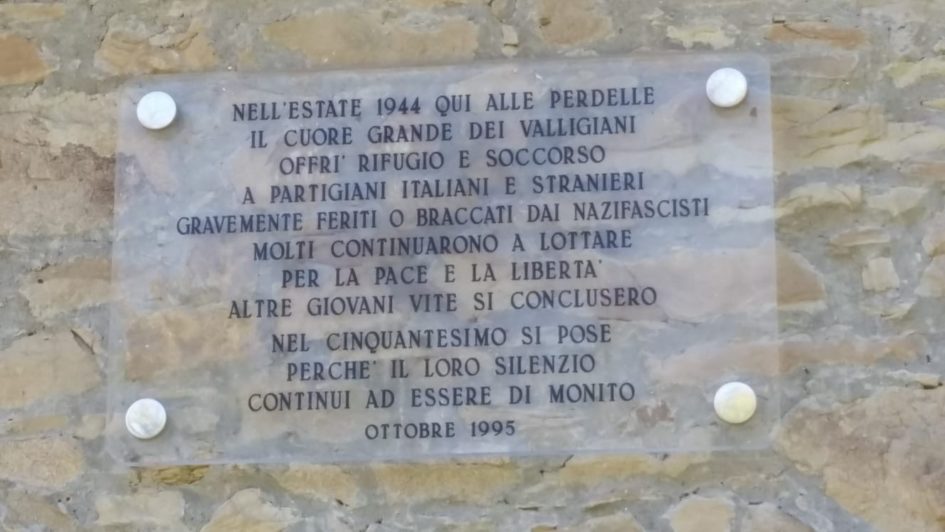 NELL'ESTATE 1944 QUI ALLE PERDELLE
IL CUORE GRANDE DEI VALLIGIANI
OFFRI' RIFUGIO E SOCCORSO
A PARTIGIANI ITALIANI E STRANIERI
GRAVEMENTE FERITI O BRACCATI DAI NAZIFASCISTI
MOLTI CONTINUARONO A LOTTARE
PER LA PACE E LA LIBERTA'
ALTRE GIOVANI VITE SI CONCLUSERO
NEL CINQUANTESIMO SI POSE
PERCHE' IL LORO SILENZIO
CONTINUI AD ESSERE DI MONITO
OTTOBRE 1995